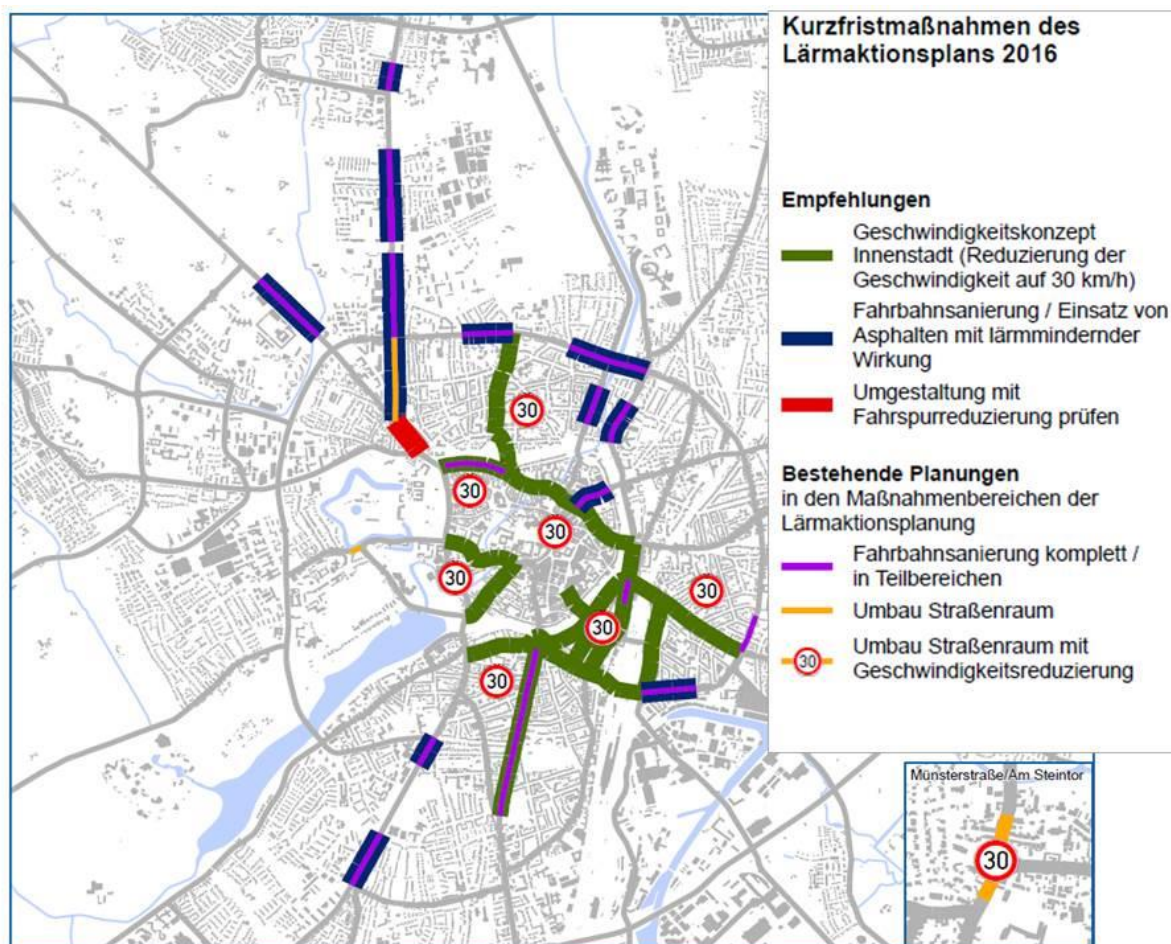 Kurzfristmaßnahmen des
Lärmaktionsplans 2016
Empfehlungen
Geschwindigkeitskonzept
Innenstadt (Reduzierung der
Geschwindigkeit auf 30 km/h)
Fahrbahnsanierung / Einsatz von
Asphalten mit lärmmindernder
Wirkung
Umgestaltung mit
Fahrspurreduzierung prüfen
Bestehende Planungen
in den Maßnahmenbereichen der
Lärmaktionsplanung
Fahrbahnsanierung komplett /
in Teilbereichen
Umbau Straßenraum
30
Umbau Straßenraum mit
Geschwindigkeitsreduzierung
30
30
30
30
30
30
30
Münsterstraße/Am Steintor
30